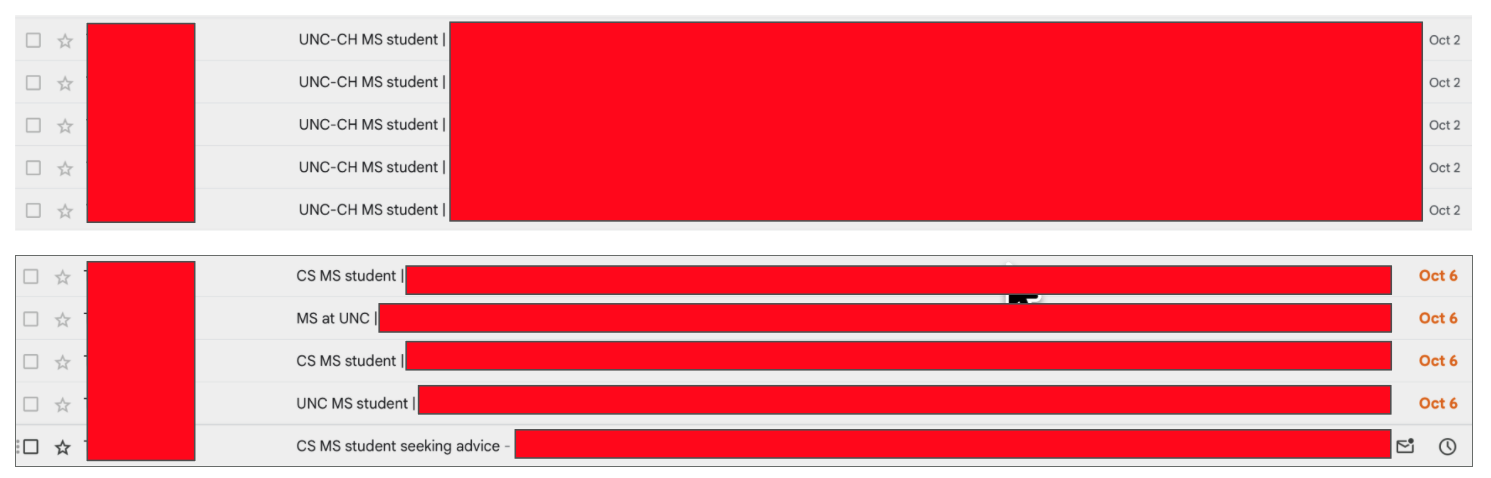 UNC-CH MS student | Oct 2
UNC-CH MS student | Oct 2
UNC-CH MS student | Oct 2
UNC-CH MS student | Oct 2
UNC-CH MS student | Oct 2
CS MS student | Oct 6
MS at UNC | Oct 6
CS MS student | Oct 6
UNC MS student | Oct 6
CS MS student seeking advice -